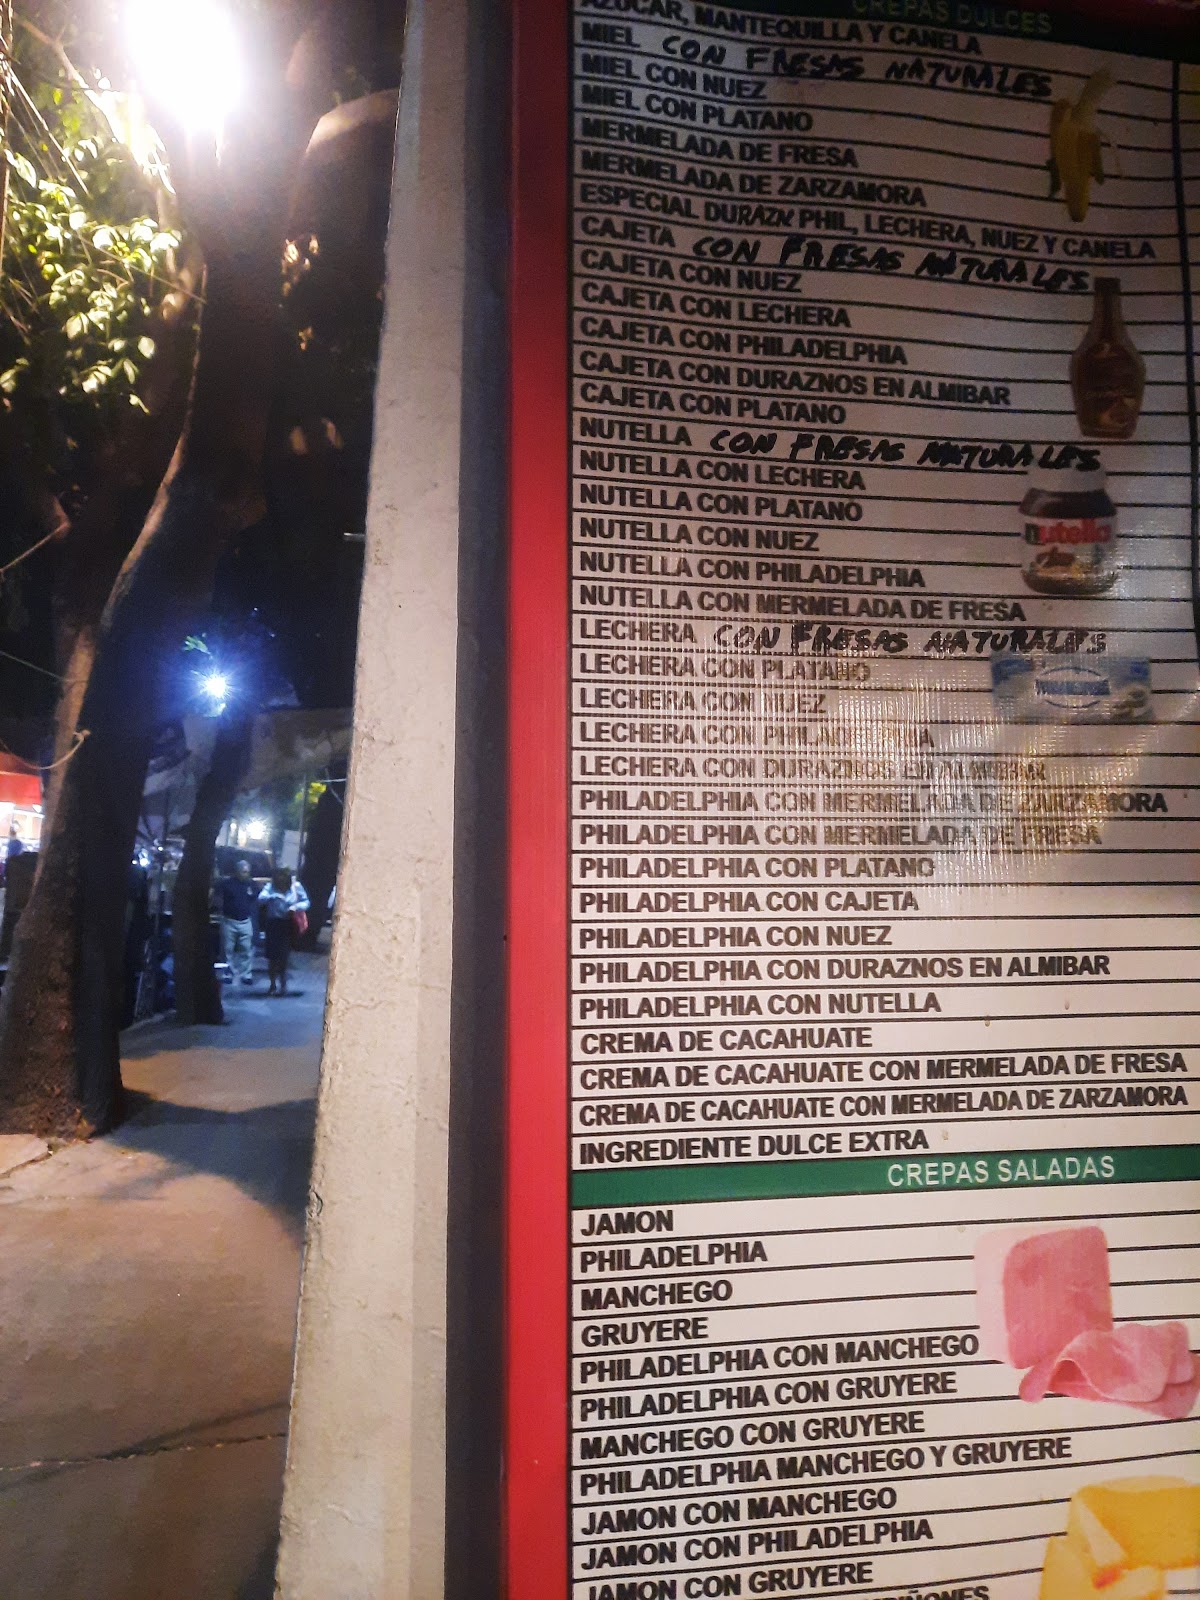 CREPAS DULCES
AZUCAR, MANTEQUILLA Y CANELA
MIEL CON FRESAS NATURALES
MIEL CON NUEZ
MIEL CON PLATANO
MERMELADA DE FRESA
MERMELADA DE ZARZAMORA
ESPECIAL DURAZN PHIL, LECHERA, NUEZ Y CANELA
CAJETA CON FRESAS NATURALES
CAJETA CON NUEZ
CAJETA CON LECHERA
CAJETA CON PHILADELPHIA
CAJETA CON DURAZNOS EN ALMIBAR
CAJETA CON PLATANO
NUTELLA CON FRESAS NATURALES
NUTELLA CON LECHERA
NUTELLA CON PLATANO
NUTELLA CON NUEZ
nutella
NUTELLA CON PHILADELPHIA
NUTELLA CON MERMELADA DE FRESA
LECHERA CON FRESAS NATURALES
LECHERA CON PLATANO
LECHERA CON NUEZ
LECHERA CON PHILADELPHIA
LECHERA CON DURAZNOS EN ALMIBAR
PHILADELPHIA CON MERMELADA DE ZARZAMORA
PHILADELPHIA CON MERMELADA DE FRESA
PHILADELPHIA CON PLATANO
PHILADELPHIA CON CAJETA
PHILADELPHIA CON NUEZ
PHILADELPHIA CON DURAZNOS EN ALMIBAR
PHILADELPHIA CON NUTELLA
CREMA DE CACAHUATE
CREMA DE CACAHUATE CON MERMELADA DE FRESA
CREMA DE CACAHUATE CON MERMELADA DE ZARZAMORA
INGREDIENTE DULCE EXTRA
CREPAS SALADAS
JAMON
PHILADELPHIA
MANCHEGO
GRUYERE
PHILADELPHIA CON MANCHEGO
PHILADELPHIA CON GRUYERE
MANCHEGO CON GRUYERE
PHILADELPHIA MANCHEGO Y GRUYERE
JAMON CON MANCHEGO
JAMON CON PHILADELPHIA
JAMON CON GRUYERE